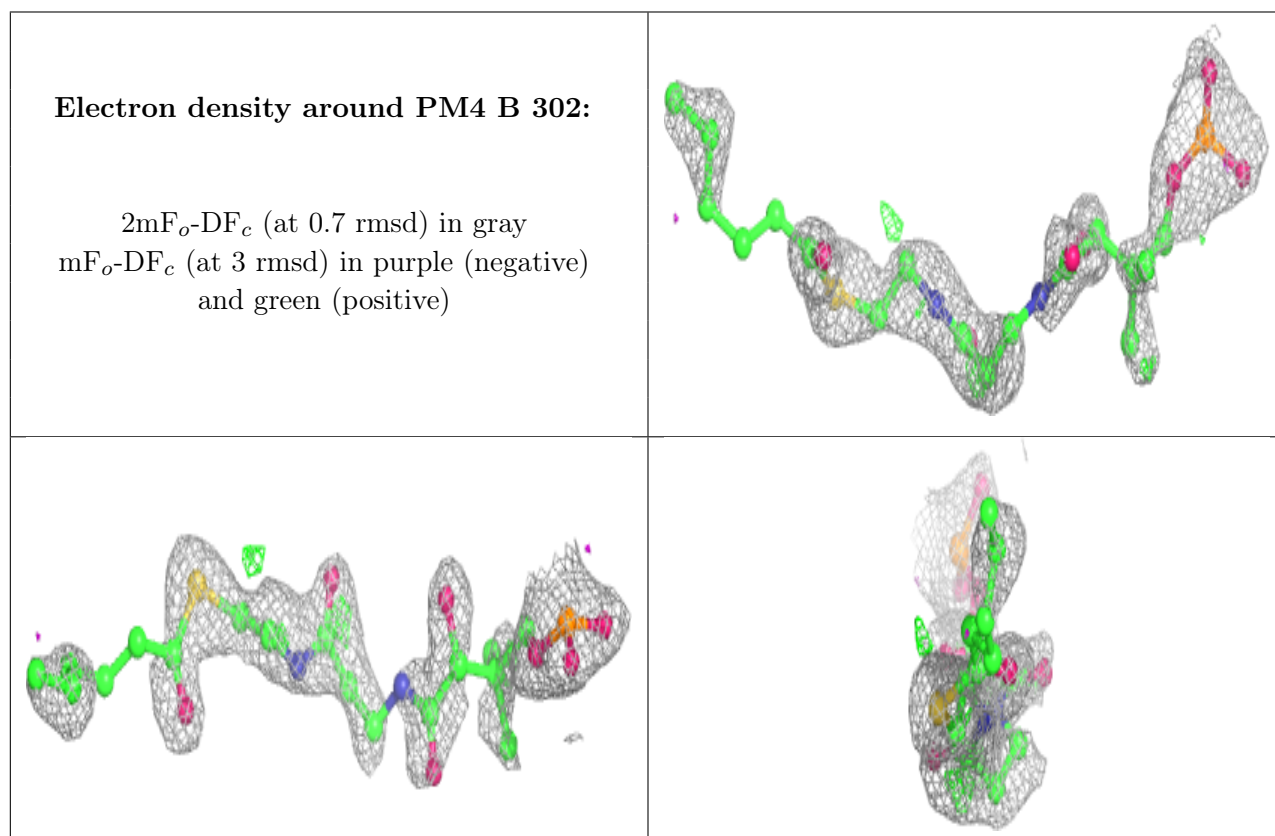 Electron density around PM4 B 302:
2mFo-DFc (at 0.7 rmsd) in gray
mFo-DFc (at 3 rmsd) in purple (negative)
and green (positive)